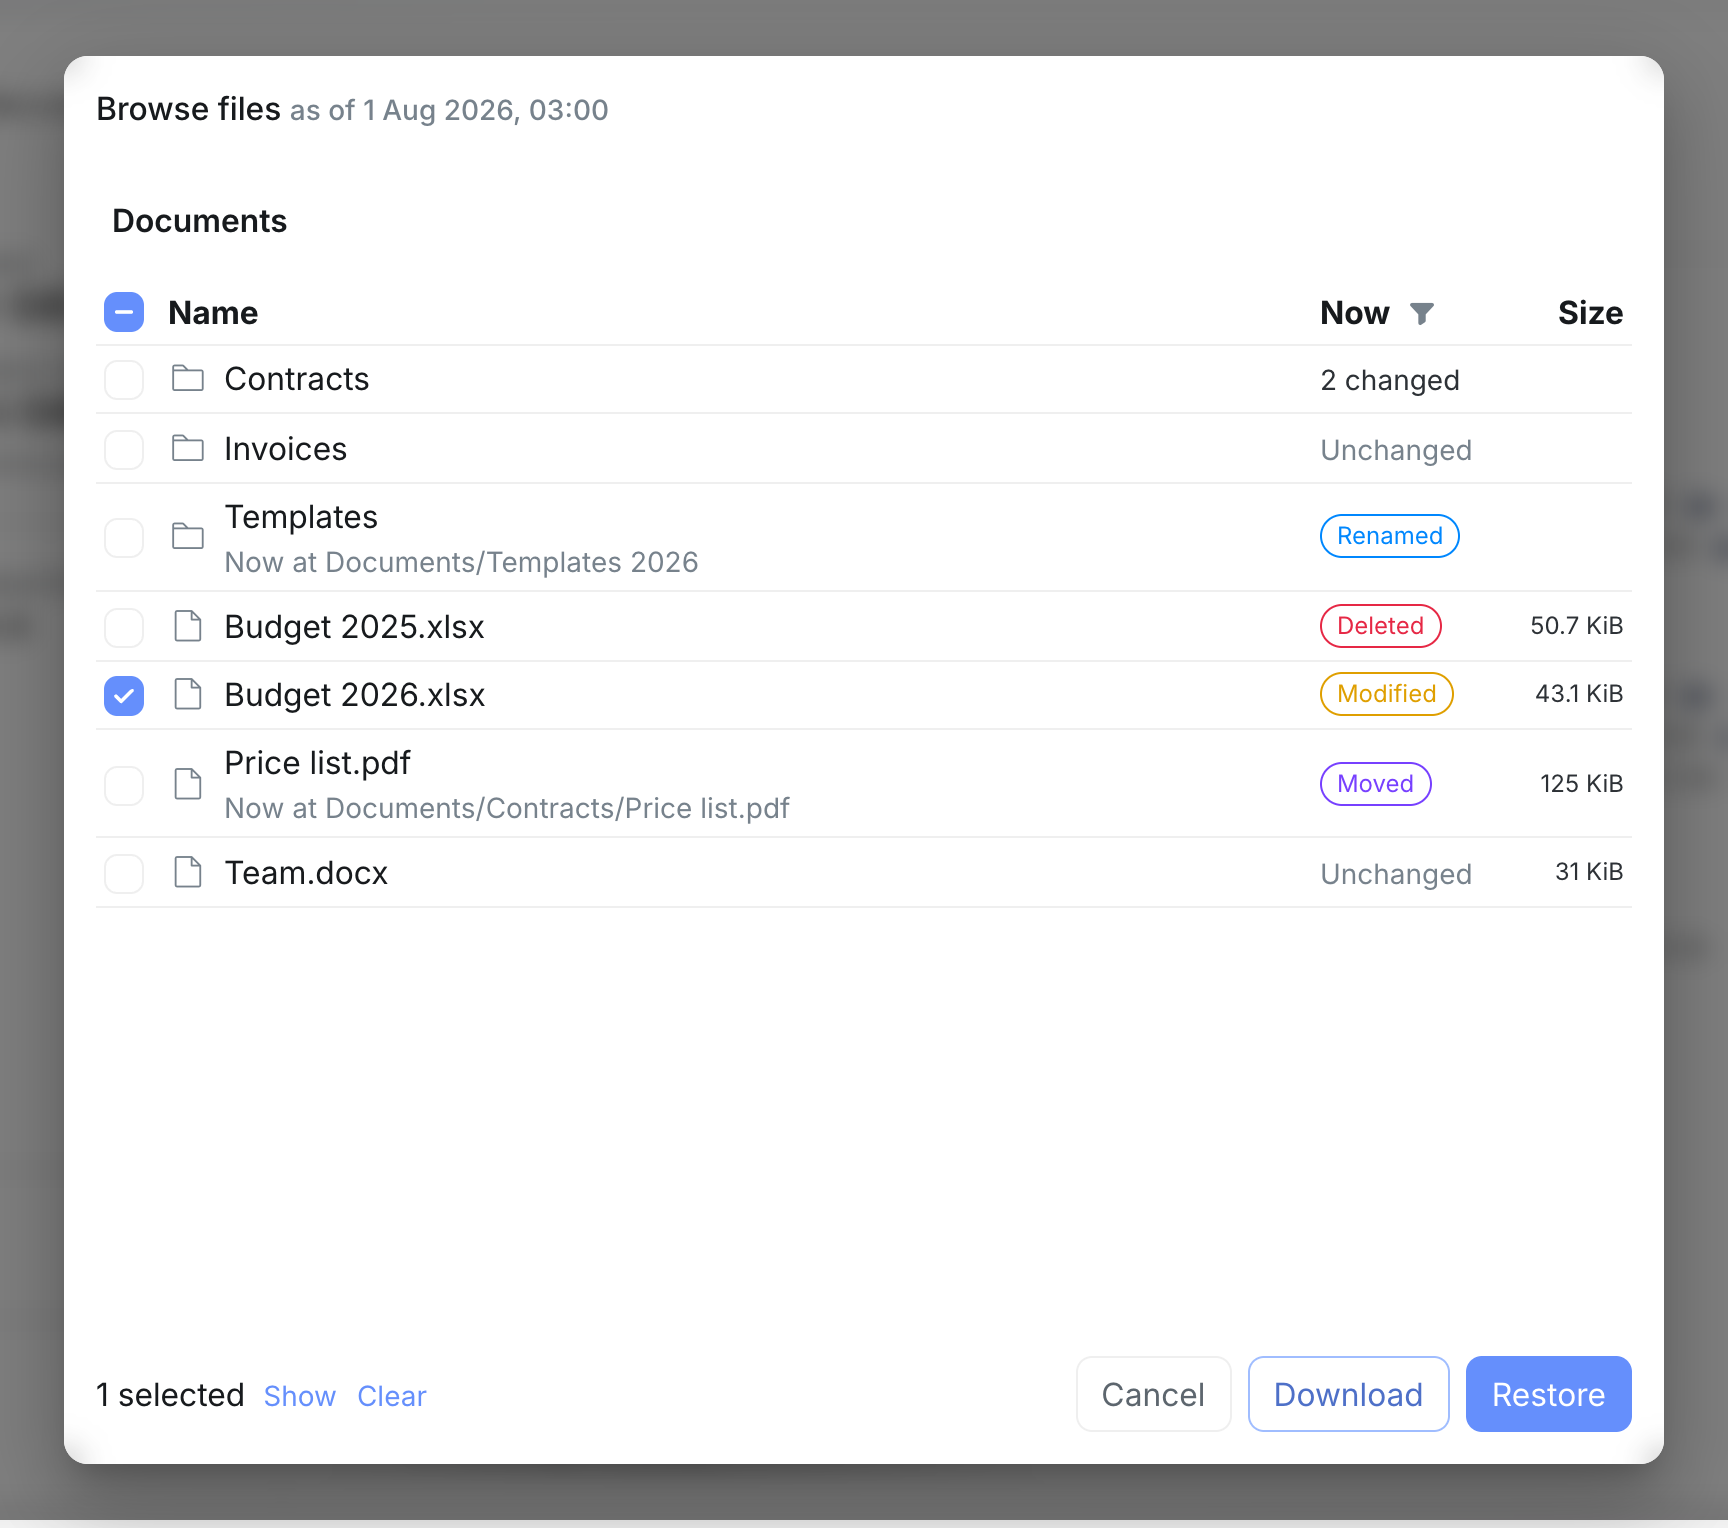 Browse files as of 1 Aug 2026, 03:00
Documents
Name Now Size
Contracts 2 changed
Invoices Unchanged
Templates Renamed
Now at Documents/Templates 2026
Budget 2025.xlsx Deleted 50.7 KiB
Budget 2026.xlsx Modified 43.1 KiB
Price list.pdf Moved 125 KiB
Now at Documents/Contracts/Price list.pdf
Team.docx Unchanged 31 KiB
1 selected Show Clear Cancel Download Restore